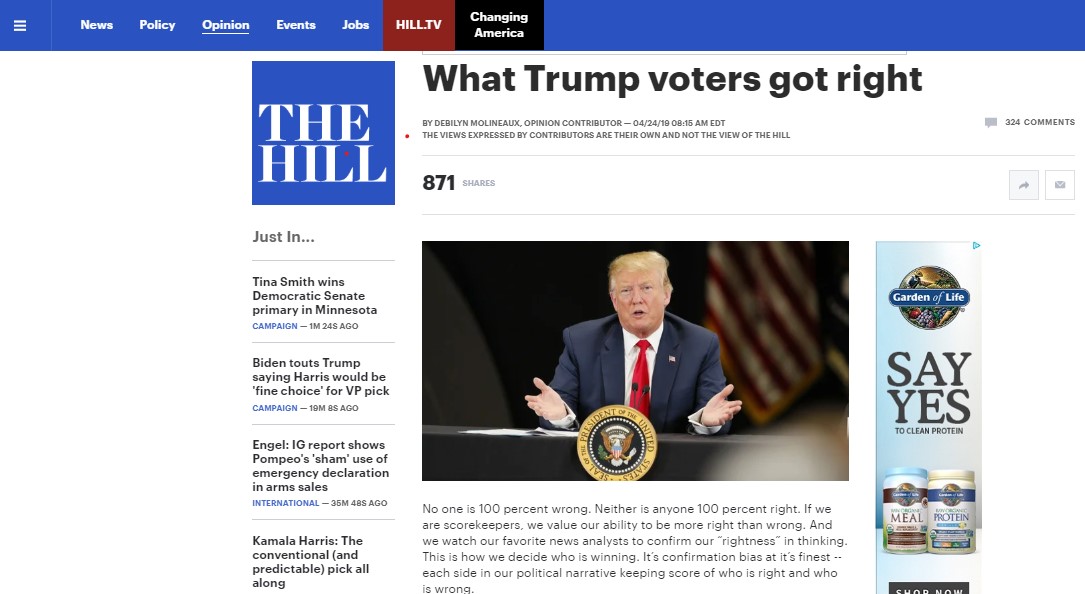 News
Policy
Opinion
Events
Jobs
HILL.TV
Changing
America
What Trump voters got right
BY DEBILYN MOLINEAUX, OPINION CONTRIBUTOR — 04/24/19 08:15 AM EDT
THE VIEWS EXPRESSED BY CONTRIBUTORS ARE THEIR OWN AND NOT THE VIEW OF THE HILL
324 COMMENTS
871 SHARES
THE
HILL
Just In...
Tina Smith wins
Democratic Senate
primary in Minnesota
CAMPAIGN — 1M 24S AGO
Biden touts Trump
saying Harris would be
'fine choice' for VP pick
CAMPAIGN — 19M 8S AGO
Engel: IG report shows
Pompeo's 'sham' use of
emergency declaration
in arms sales
INTERNATIONAL — 35M 48S AGO
Kamala Harris: The
conventional (and
predictable) pick all
along
SEAL OF THE PRESIDENT OF THE UNITED
No one is 100 percent wrong. Neither is anyone 100 percent right. If we
are scorekeepers, we value our ability to be more right than wrong. And
we watch our favorite news analysts to confirm our “rightness” in thinking.
This is how we decide who is winning. It’s confirmation bias at it’s finest --
each side in our political narrative keeping score of who is right and who
is wrong.
Garden of Life
SAY
YES
TO CLEAN PROTEIN
Garden of Life
RAW ORGANIC
MEAL
Garden of Life
RAW ORGANIC
PROTEIN
SHOP NOW